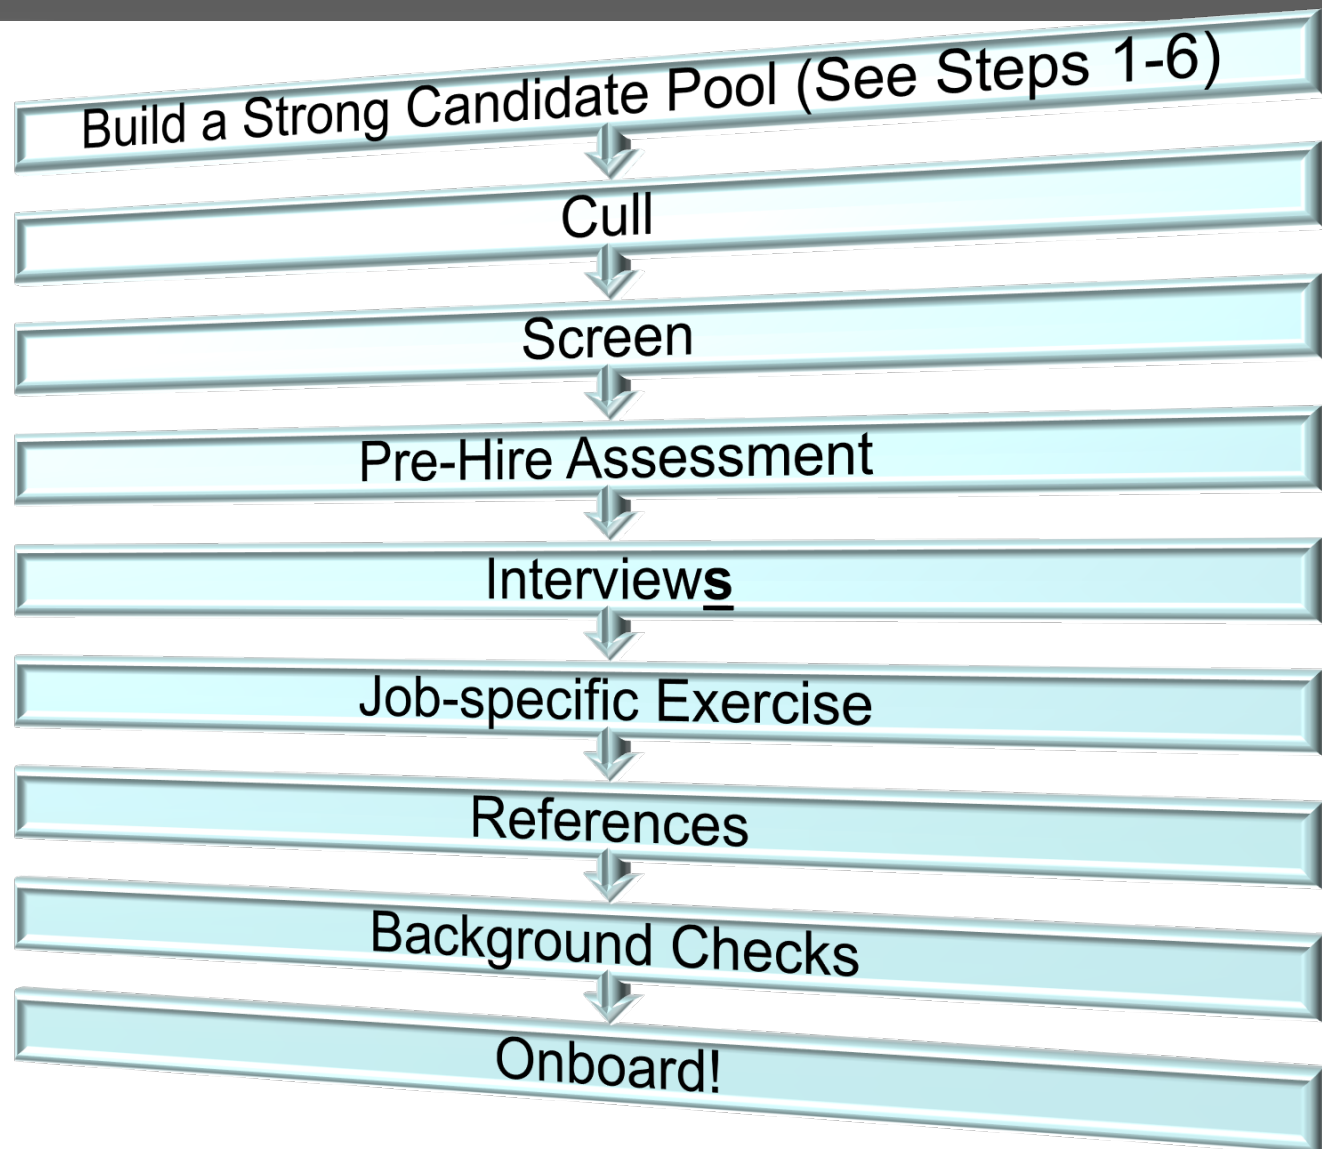 Build a Strong Candidate Pool (See Steps 1-6)
Cull
Screen
Pre-Hire Assessment
Interviews
Job-specific Exercise
References
Background Checks
Onboard!